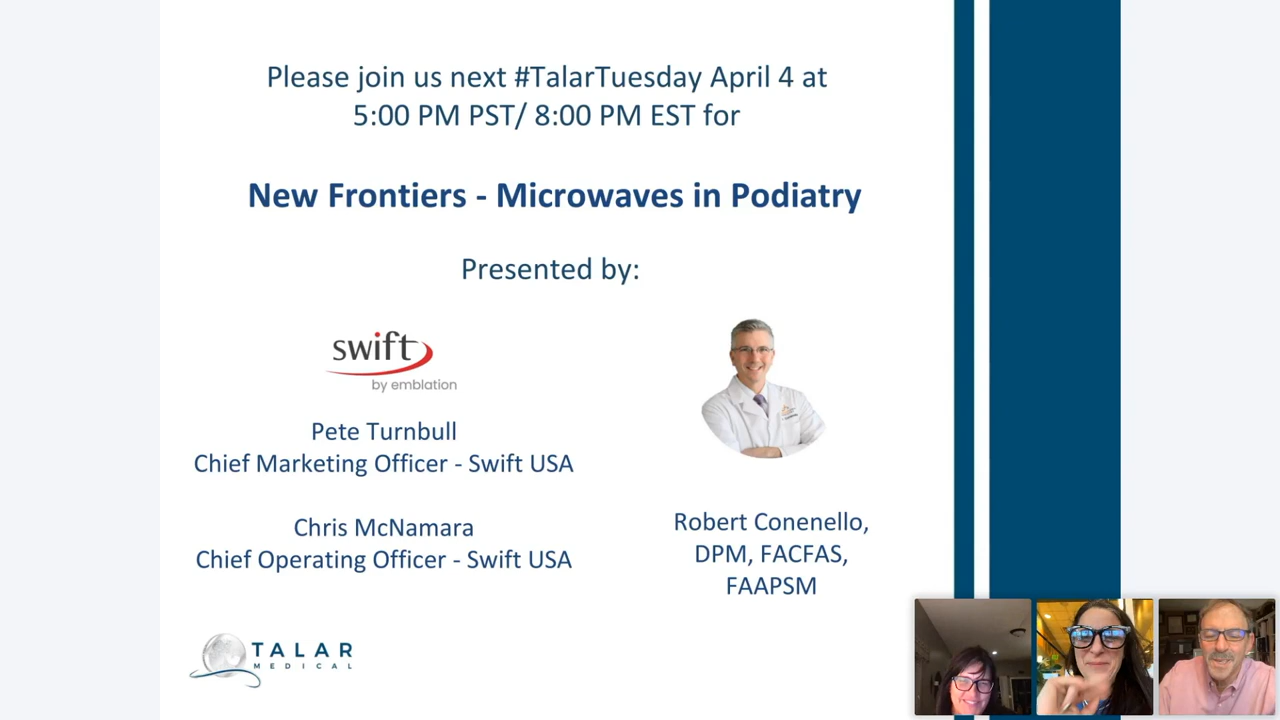 Please join us next #TalarTuesday April 4 at
5:00 PM PST/ 8:00 PM EST for
New Frontiers - Microwaves in Podiatry
Presented by:
swift
by emblation
Pete Turnbull
Chief Marketing Officer - Swift USA
Chris McNamara
Chief Operating Officer - Swift USA
Robert Conenello,
DPM, FACFAS,
FAAPSM
TALAR
MEDICAL